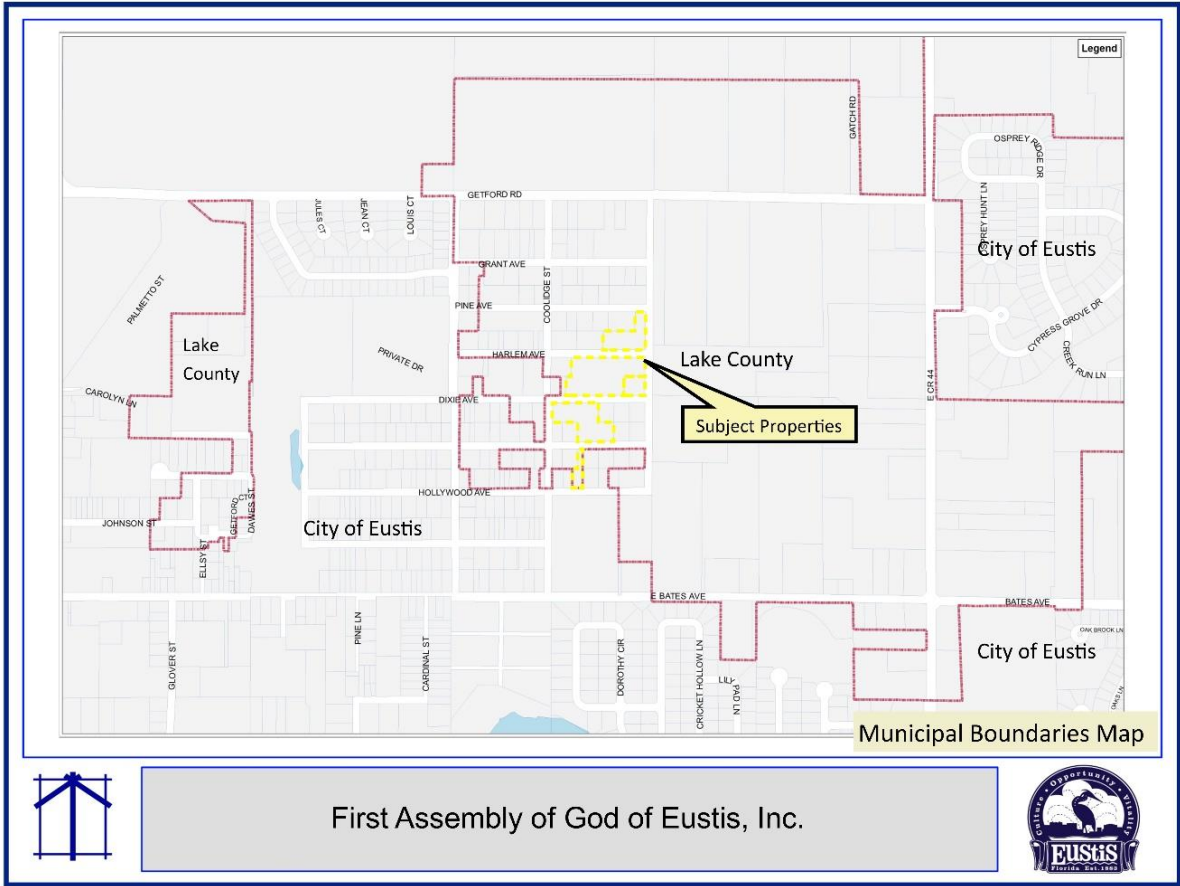 Legend
GATCH RD
OSPREY RIDGE DR
GETFORD RD
JULES CT
JEAN CT
LOUIS CT
OSPREY HUNT LN
City of Eustis
GRANT AVE
COOLIDGE ST
PALMETTO ST
PINE AVE
CYPRESS GROVE DR
Lake
County
PRIVATE DR
HARLEM AVE
Lake County
CREEK RUN LN
E CR 44
CAROLYN LN
DIXIE AVE
Subject Properties
HOLLYWOOD AVE
GETFORD CT
DAWES ST
JOHNSON ST
City of Eustis
ELLSY ST
E BATES AVE
BATES AVE
OAK BROOK LN
PINE LN
GLOVER ST
CARDINAL ST
DOROTHY CIR
CRICKET HOLLOW LN
City of Eustis
LILY PAD LN
OAKS LN
Municipal Boundaries Map
First Assembly of God of Eustis, Inc.
Culture • Opportunity • Vitality
EUSTIS
Florida Est. 1883